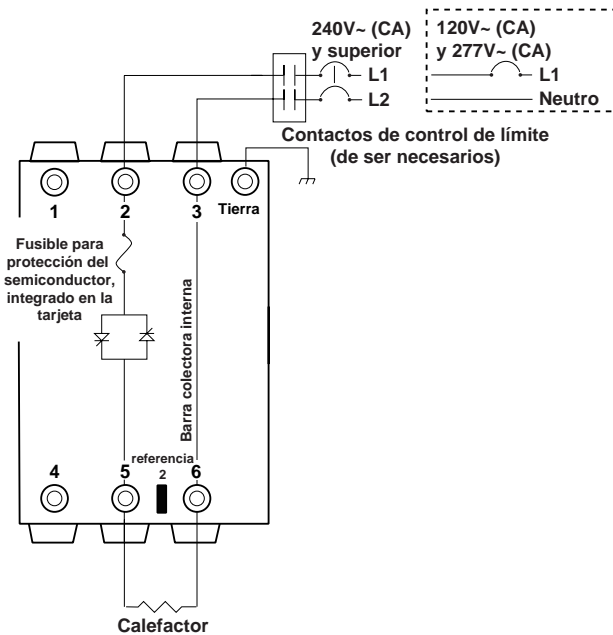 240V~ (CA)
y superior
L1
L2
120V~ (CA)
y 277V~ (CA)
L1
Neutro
Contactos de control de límite
(de ser necesarios)
1
2
3
Tierra
Fusible para
protección del
semiconductor,
integrado en la
tarjeta
Barra colectora interna
referencia
2
4
5
6
Calefactor